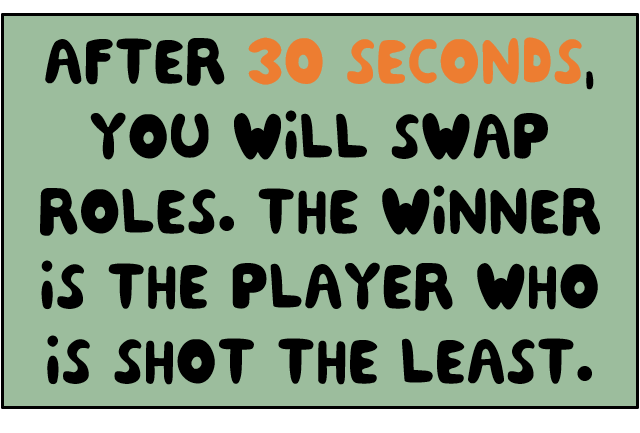 AFTER 30 SECONDS,
YOU WiLL SWAP
ROLES. THE WiNNER
iS THE PLAYER WHO
iS SHOT THE LEAST.